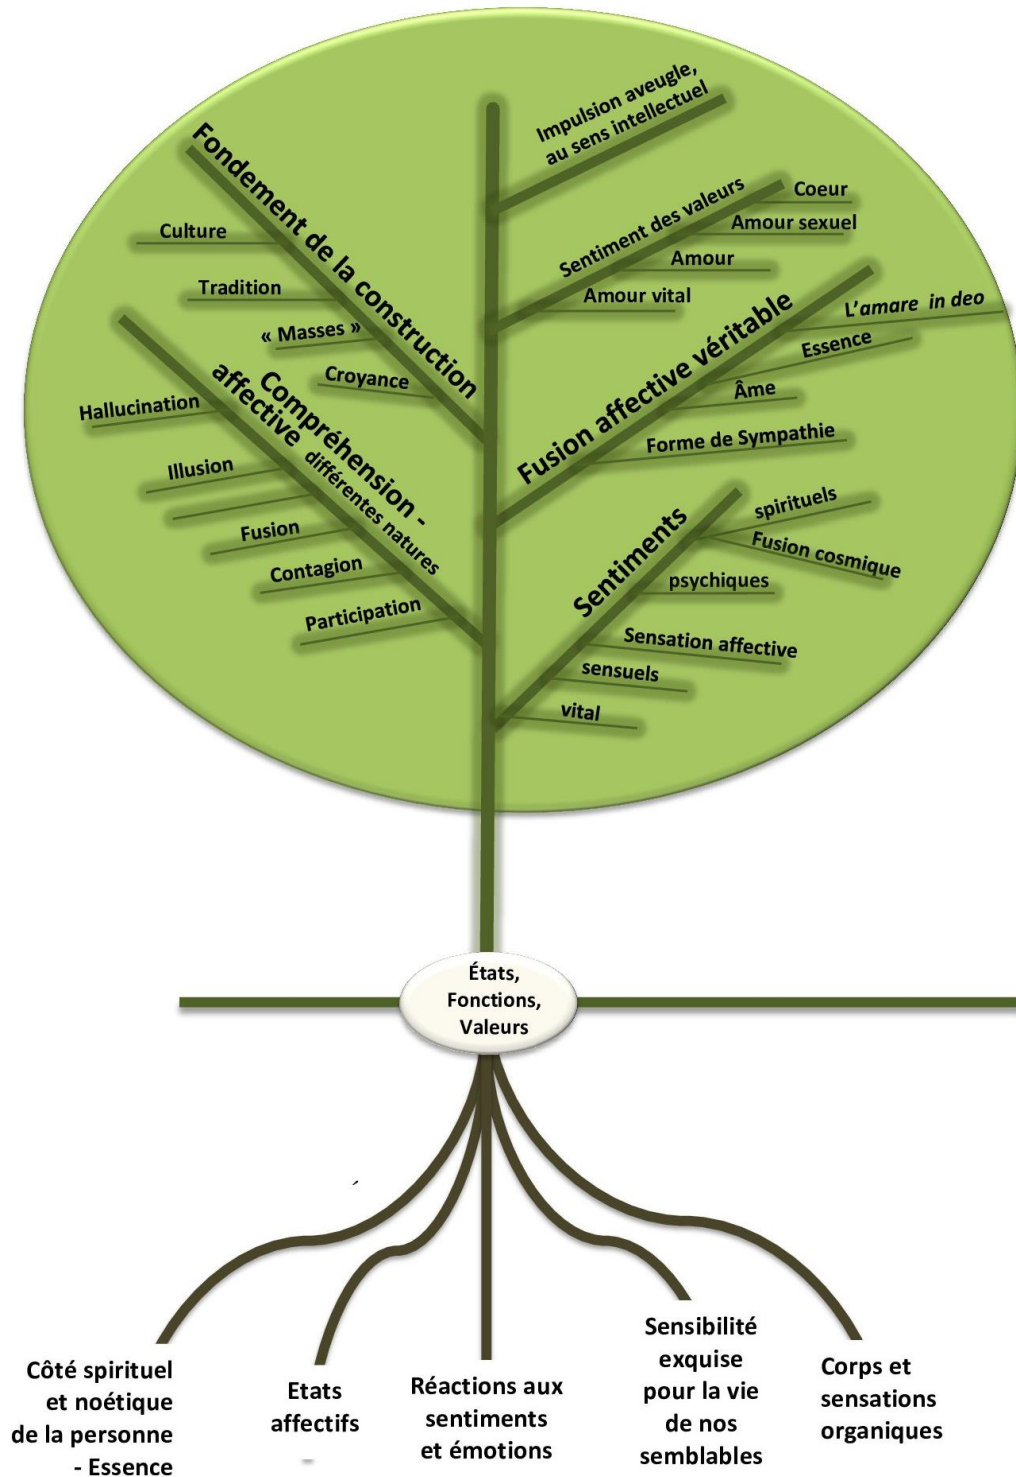 Impulsion aveugle,
au sens intellectuel
Fondement de la construction
Culture
Tradition
« Masses »
Croyance
Sentiment des valeurs
Coeur
Amour sexuel
Amour
Amour vital
Compréhension -
affective différentes natures
Hallucination
Illusion
Fusion
Contagion
Participation
Fusion affective véritable
L'amare in deo
Essence
Âme
Forme de Sympathie
Sentiments
spirituels
Fusion cosmique
psychiques
Sensation affective
sensuels
vital
États,
Fonctions,
Valeurs
Côté spirituel
et noétique
de la personne
- Essence
Etats
affectifs
Réactions aux
sentiments
et émotions
Sensibilité
exquise
pour la vie
de nos
semblables
Corps et
sensations
organiques